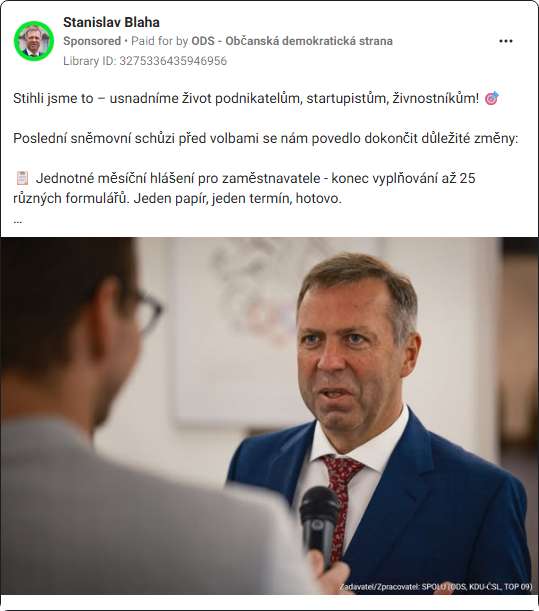 Stanislav Blaha
Sponsored • Paid for by ODS - Občanská demokratická strana
Library ID: 3275336435946956
Stihli jsme to – usnadníme život podnikatelům, startupistům, živnostníkům! 🎯
Poslední sněmovní schůzi před volbami se nám povedlo dokončit důležité změny:
📋 Jednotné měsíční hlášení pro zaměstnavatele - konec vyplňování až 25
různých formulářů. Jeden papír, jeden termín, hotovo.
...
Zadavatel/Zpracovatel: SPOLU (ODS, KDU-ČSL, TOP 09)